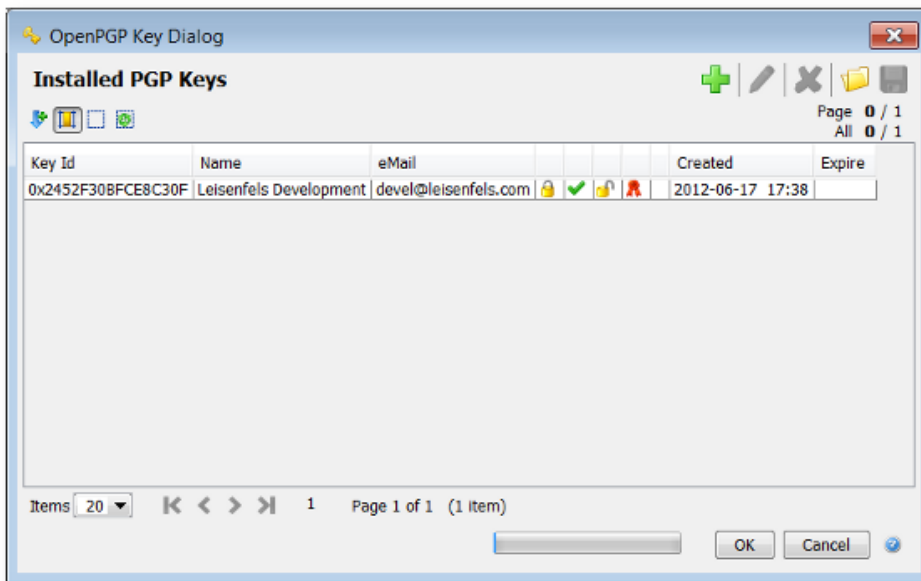 OpenPGP Key Dialog
Installed PGP Keys
Page 0 / 1
All 0 / 1
Key Id Name eMail Created Expire
0x2452F30BFCE8C30F Leisenfels Development devel@leisenfels.com 2012-06-17 17:38
Items 20 1 Page 1 of 1 (1 item)
OK Cancel